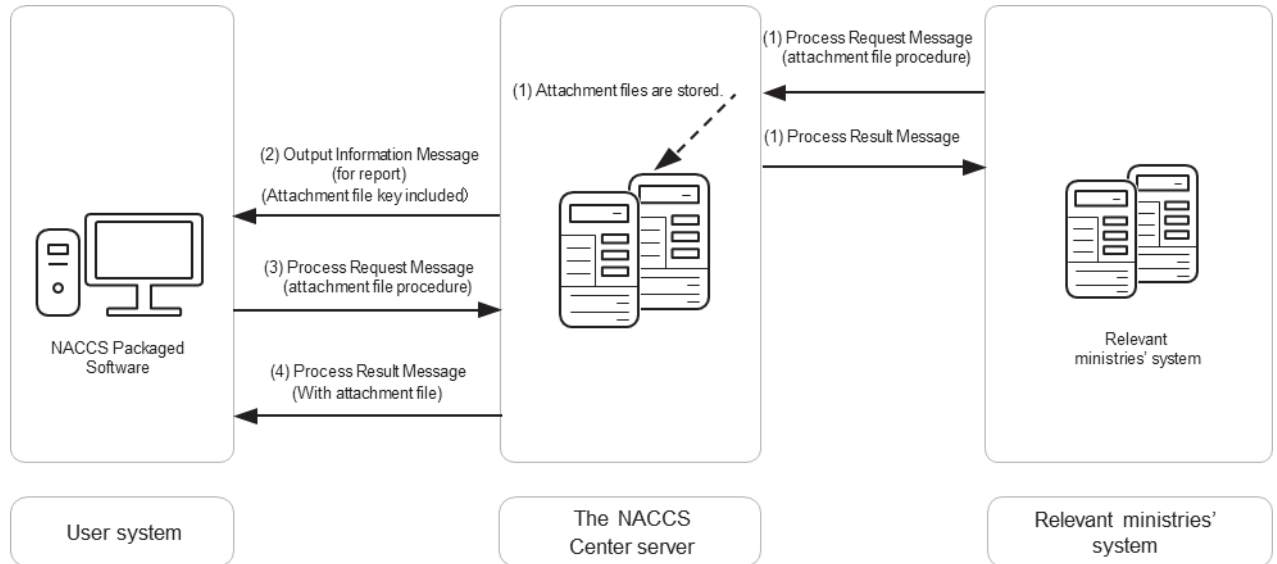 (1) Process Request Message
(attachment file procedure)
(1) Attachment files are stored.
(1) Process Result Message
(2) Output Information Message
(for report)
(Attachment file key included)
(3) Process Request Message
(attachment file procedure)
(4) Process Result Message
(With attachment file)
NACCS Packaged
Software
Relevant
ministries’ system
User system
The NACCS
Center server
Relevant ministries’
system